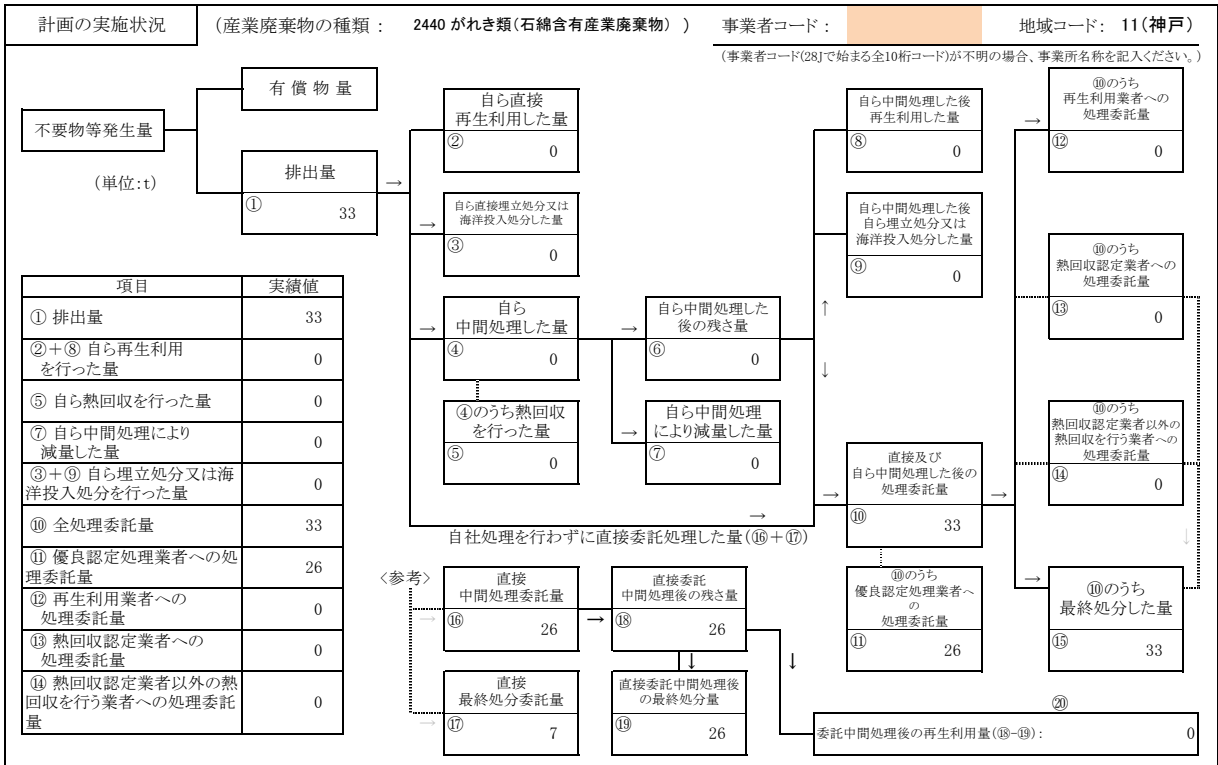 計画の実施状況
(産業廃棄物の種類: 2440 がれき類(石綿含有産業廃棄物) )
事業者コード:
地域コード: 11(神戸)
(事業者コード(28Jで始まる全10桁コード)が不明の場合、事業所名称を記入ください。)
不要物等発生量
(単位:t)
有償物量
排出量
① 33
→
自ら直接
再生利用した量
② 0
→
自ら直接埋立処分又は
海洋投入処分した量
③ 0
→
自ら
中間処理した量
④ 0
④のうち熱回収
を行った量
⑤ 0
→
自ら中間処理した
後の残さ量
⑥ 0
→
自ら中間処理
により減量した量
⑦ 0
自ら中間処理した後
再生利用した量
⑧ 0
自ら中間処理した後
自ら埋立処分又は
海洋投入処分した量
⑨ 0
↑
↓
→
直接及び
自ら中間処理した後の
処理委託量
⑩ 33
→
⑩のうち
優良認定処理業者へ
の
処理委託量
⑪ 26
→
⑩のうち
再生利用業者への
処理委託量
⑫ 0
⑩のうち
熱回収認定業者への
処理委託量
⑬ 0
⑩のうち
熱回収認定業者以外の
熱回収を行う業者への
処理委託量
⑭ 0
↓
→
⑩のうち
最終処分した量
⑮ 33
項目 実績値
① 排出量 33
②+⑧ 自ら再生利用
を行った量 0
⑤ 自ら熱回収を行った量 0
⑦ 自ら中間処理により
減量した量 0
③+⑨ 自ら埋立処分又は海
洋投入処分を行った量 0
⑩ 全処理委託量 33
⑪ 優良認定処理業者への処
理委託量 26
⑫ 再生利用業者への
処理委託量 0
⑬ 熱回収認定業者への
処理委託量 0
⑭ 熱回収認定業者以外の熱
回収を行う業者への処理委託
量 0
→
自社処理を行わずに直接委託処理した量(⑯+⑰)
<参考>
→
直接
中間処理委託量
⑯ 26
→
直接委託
中間処理後の残さ量
⑱ 26
→
直接
最終処分委託量
⑰ 7
↓
直接委託中間処理後
の最終処分量
⑲ 26
↓
⑳
委託中間処理後の再生利用量(⑱-⑲): 0